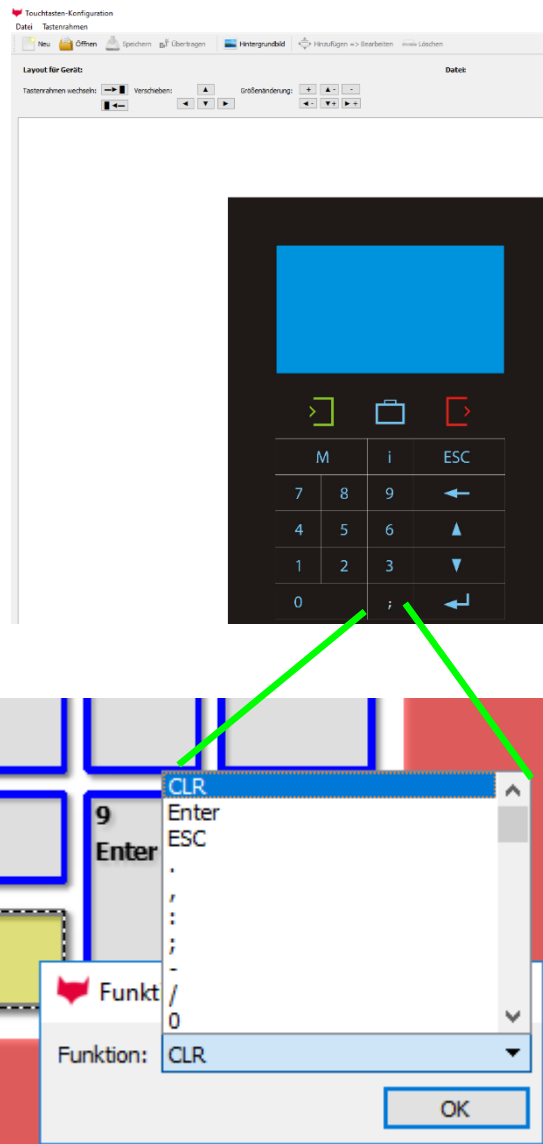 Touchtasten-Konfiguration
Datei Tastenrahmen
Neu Öffnen Speichern Übertragen Hintergrundbild Hinzufügen => Bearbeiten Löschen
Layout für Gerät: Datei:
Tastenrahmen wechseln: Verschieben: Größenänderung: + ▲- -
◄- ▼+ ►+
M i ESC
7 8 9
4 5 6
1 2 3
0 ;
CLR
9 Enter
Enter ESC
.
,
:
;
-
Funkt /
0
Funktion: CLR
OK